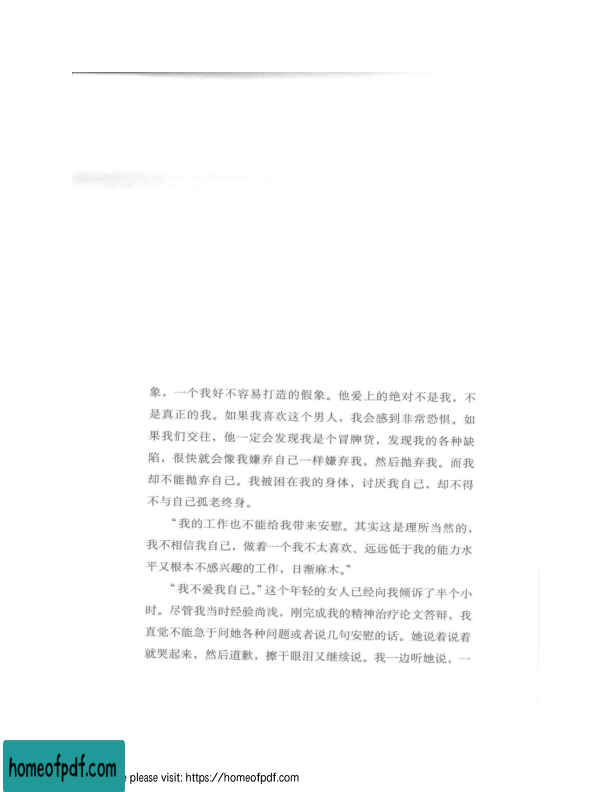 象，一个我好不容易打造的假象。他爱上的绝对不是我，不
是真正的我。如果我喜欢这个男人，我会感到非常恐惧。如
果我们交往，他一定会发现我是个冒牌货，发现我的各种缺
陷，很快就会像我嫌弃自己一样嫌弃我，然后抛弃我。而我
却不能抛弃自己。我被困在我的身体，讨厌我自己，却不得
不与自己孤老终身。
“我的工作也不能给我带来安慰。其实这是理所当然的，
我不相信我自己，做着一个我不太喜欢、远远低于我的能力水
平又根本不感兴趣的工作，日渐麻木。”
“我不爱我自己。”这个年轻的女人已经向我倾诉了半个小
时。尽管我当时经验尚浅，刚完成我的精神治疗论文答辩，我
直觉不能急于问她各种问题或者说几句安慰的话。她说着说着
就哭起来，然后道歉，擦干眼泪又继续说。我一边听她说，一
homeofpdf.com
e please visit: https://homeofpdf.com